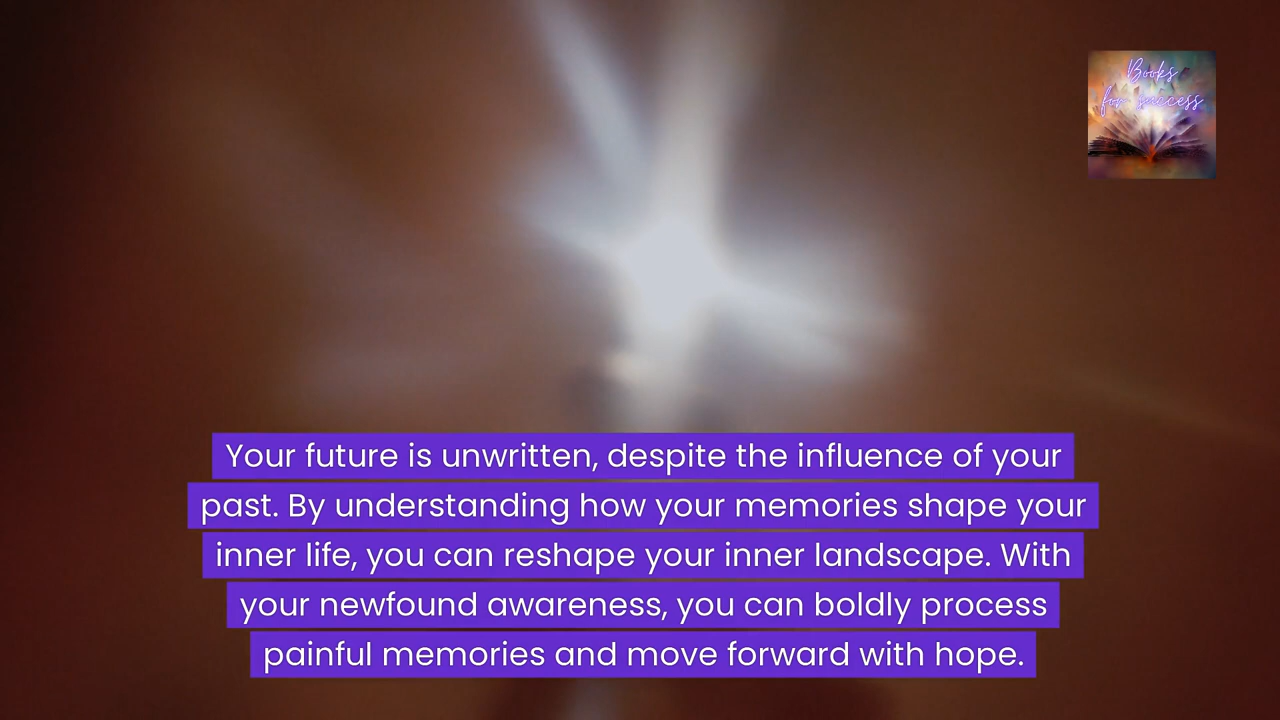 Books
for success
Your future is unwritten, despite the influence of your
past. By understanding how your memories shape your
inner life, you can reshape your inner landscape. With
your newfound awareness, you can boldly process
painful memories and move forward with hope.